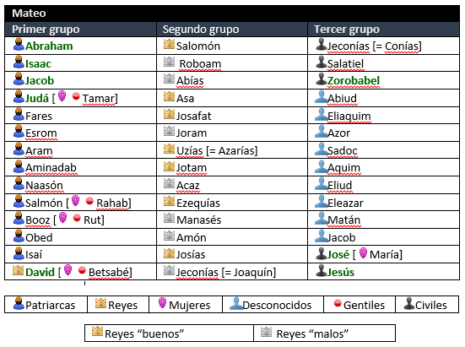 Mateo
Primer grupo Segundo grupo Tercer grupo
Abraham Salomón Jeconías [= Conías]
Isaac Roboam Salatiel
Jacob Abías Zorobabel
Judá [ Tamar] Asa Abiud
Fares Josafat Eliaquim
Esrom Joram Azor
Aram Uzías [= Azarías] Sadoc
Aminadab Jotam Aquim
Naasón Acaz Eliud
Salmón [ Rahab] Ezequías Eleazar
Booz [ Rut] Manasés Matán
Obed Amón Jacob
Isaí Josías José [ María]
David [ Betsabé] Jeconías [= Joaquín] Jesús
Patriarcas Reyes Mujeres Desconocidos Gentiles Civiles
Reyes “buenos” Reyes “malos”